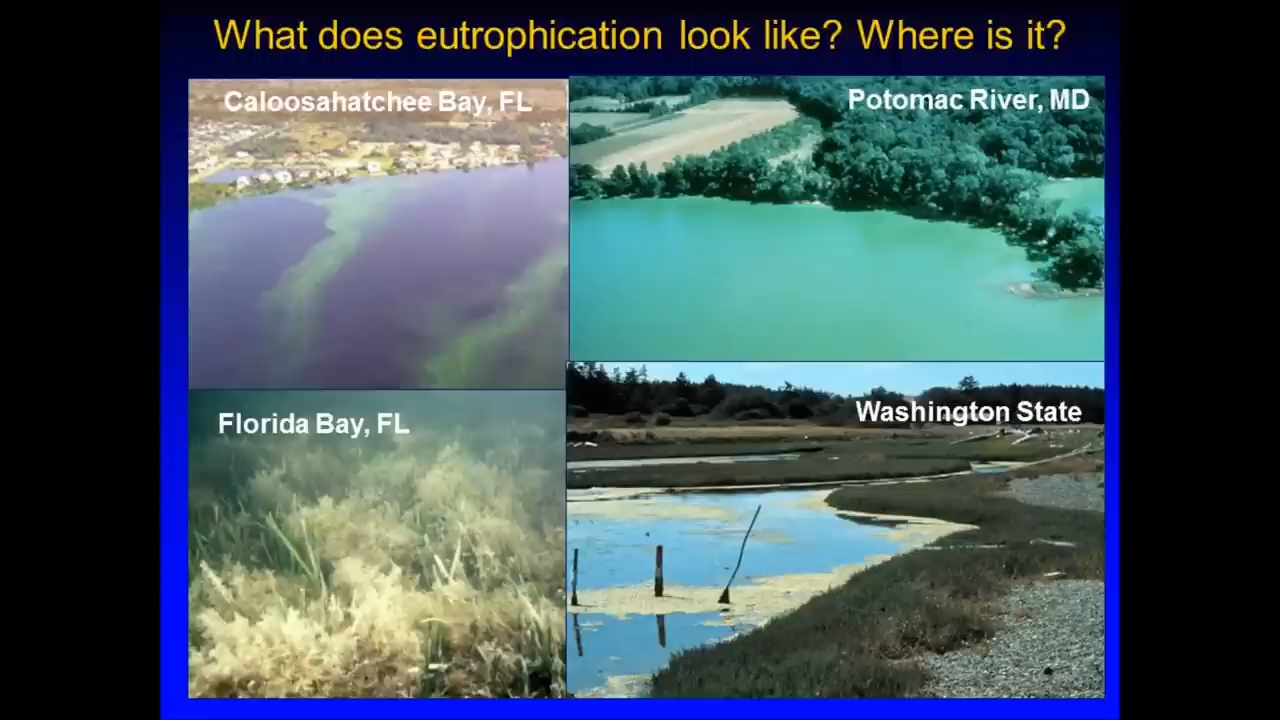 What does eutrophication look like? Where is it?
Caloosahatchee Bay, FL
Potomac River, MD
Florida Bay, FL
Washington State